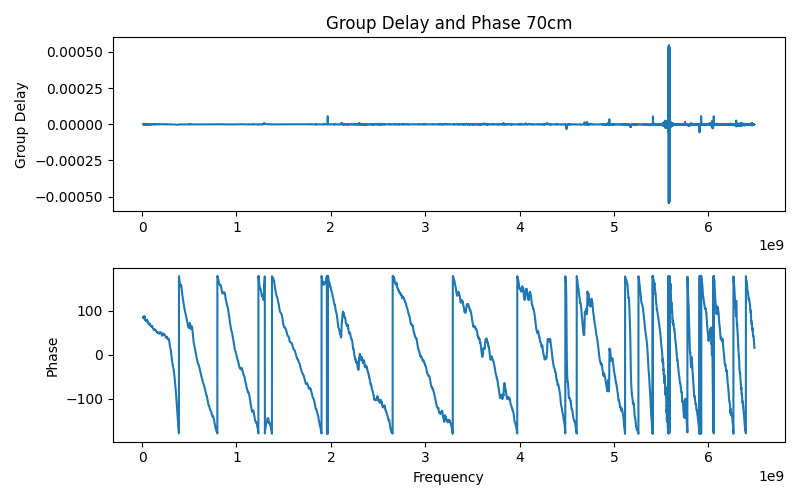 Group Delay and Phase 70cm
Group Delay
0.00050
0.00025
0.00000
−0.00025
−0.00050
0 1 2 3 4 5 6
1e9
Phase
100
0
−100
0 1 2 3 4 5 6
1e9
Frequency